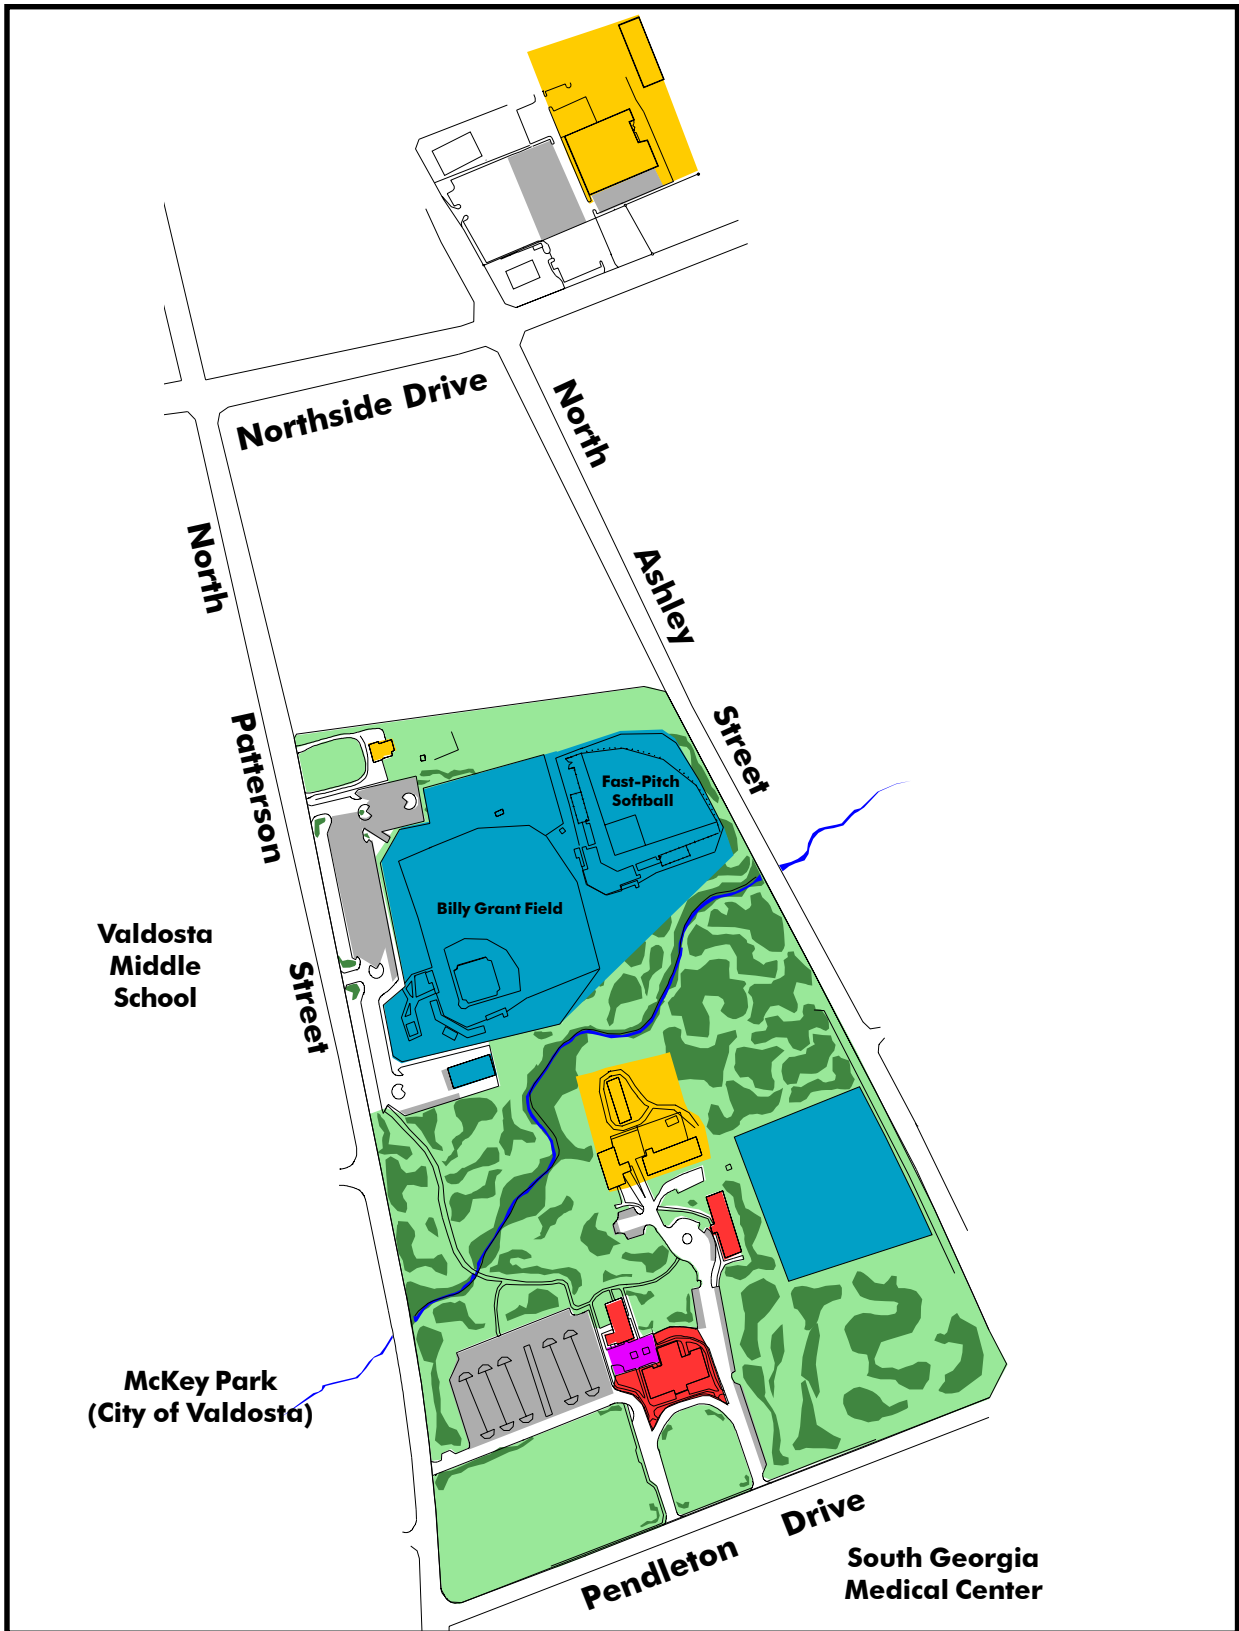 Northside Drive
North
Ashley
Street
North
Patterson
Street
Fast-Pitch
Softball
Billy Grant Field
Valdosta
Middle
School
McKey Park
(City of Valdosta)
Pendleton Drive
South Georgia
Medical Center